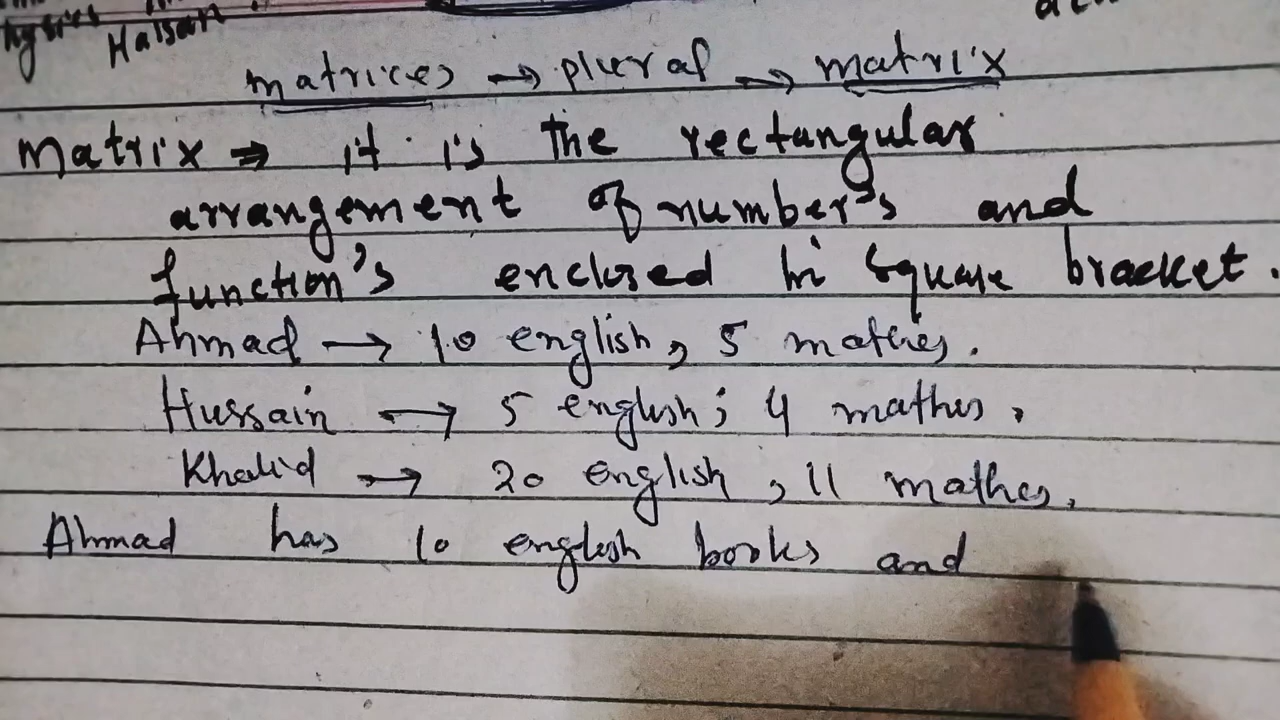 Hassan
matrices → plural → matrix
Matrix ⇒ it is the rectangular
arrangement of number's and
function's enclosed in square bracket.
Ahmad → 10 english, 5 mathes.
Hussain → 5 english; 4 mathes.
Khalid → 20 english, 11 mathes.
Ahmad has 10 english books and